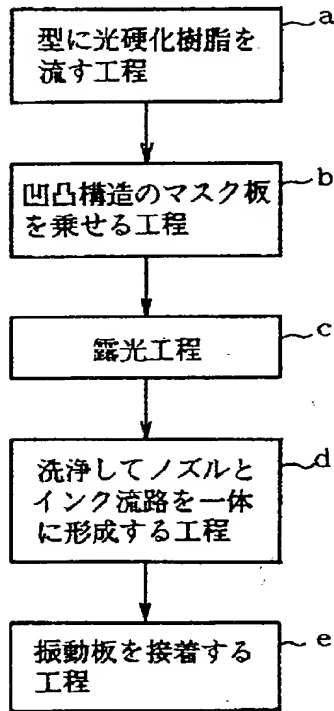 型に光硬化樹脂を
流す工程
a
凹凸構造のマスク板
を乗せる工程
b
露光工程
c
洗浄してノズルと
インク流路を一体
に形成する工程
d
振動板を接着する
工程
e